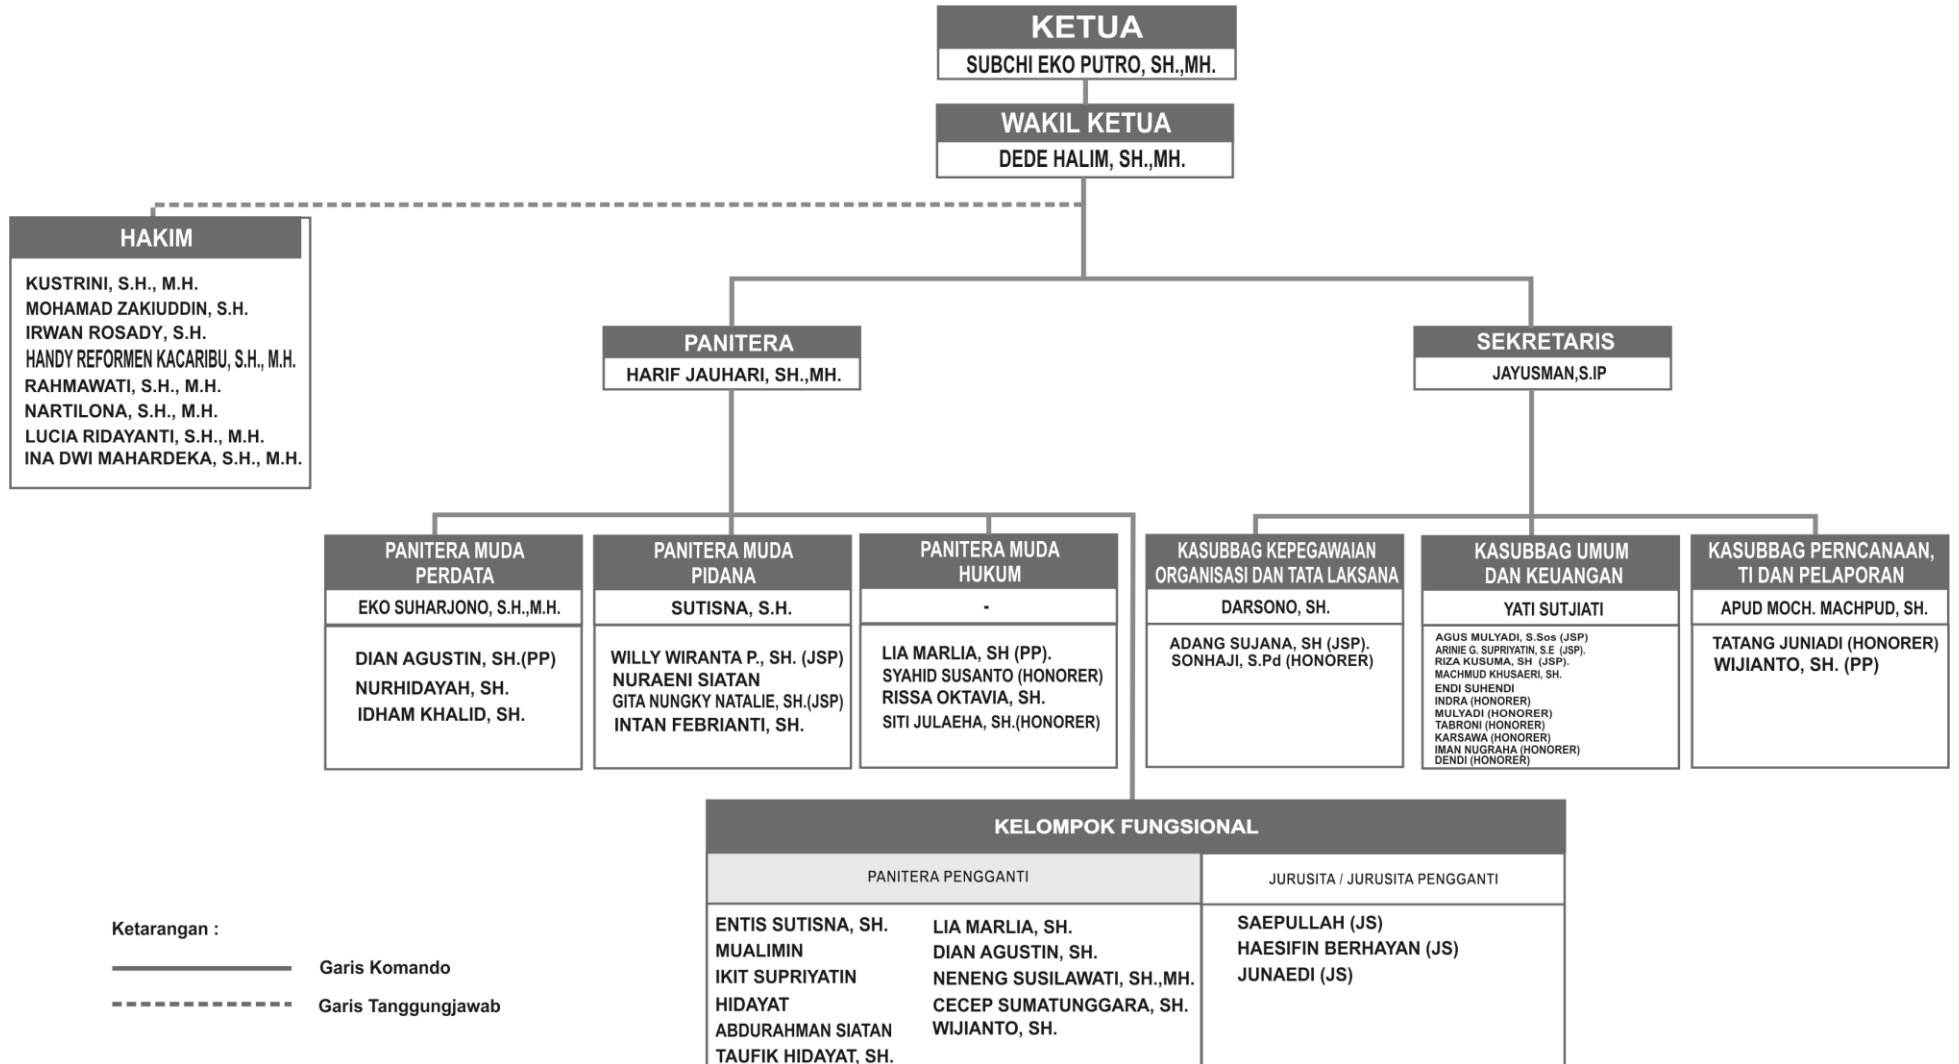 KETUA
SUBCHI EKO PUTRO, SH.,MH.
WAKIL KETUA
DEDE HALIM, SH.,MH.
HAKIM
KUSTRINI, S.H., M.H.
MOHAMAD ZAKIUDDIN, S.H.
IRWAN ROSADY, S.H.
HANDY REFORMEN KACARIBU, S.H., M.H.
RAHMAWATI, S.H., M.H.
NARTILONA, S.H., M.H.
LUCIA RIDAYANTI, S.H., M.H.
INA DWI MAHARDEKA, S.H., M.H.
PANITERA
HARIF JAUHARI, SH.,MH.
SEKRETARIS
JAYUSMAN,S.IP
PANITERA MUDA
PERDATA
EKO SUHARJONO, S.H.,M.H.
DIAN AGUSTIN, SH.(PP)
NURHIDAYAH, SH.
IDHAM KHALID, SH.
PANITERA MUDA
PIDANA
SUTISNA, S.H.
WILLY WIRANTA P., SH. (JSP)
NURAENI SIATAN
GITA NUNGKY NATALIE, SH.(JSP)
INTAN FEBRIANTI, SH.
PANITERA MUDA
HUKUM
-
LIA MARLIA, SH (PP).
SYAHID SUSANTO (HONORER)
RISSA OKTAVIA, SH.
SITI JULAEHA, SH.(HONORER)
KASUBBAG KEPEGAWAIAN
ORGANISASI DAN TATA LAKSANA
DARSONO, SH.
ADANG SUJANA, SH (JSP).
SONHAJI, S.Pd (HONORER)
KASUBBAG UMUM
DAN KEUANGAN
YATI SUTJIATI
AGUS MULYADI, S.Sos (JSP)
ARINIE G. SUPRIYATIN, S.E (JSP).
RIZA KUSUMA, SH (JSP).
MACHMUD KHUSAERI, SH.
ENDI SUHENDI
INDRA (HONORER)
MULYADI (HONORER)
TABRONI (HONORER)
KARSAWA (HONORER)
IMAN NUGRAHA (HONORER)
DENDI (HONORER)
KASUBBAG PERNCANAAN,
TI DAN PELAPORAN
APUD MOCH. MACHPUD, SH.
TATANG JUNIADI (HONORER)
WIJIANTO, SH. (PP)
KELOMPOK FUNGSIONAL
PANITERA PENGGANTI
ENTIS SUTISNA, SH.
MUALIMIN
IKIT SUPRIYATIN
HIDAYAT
ABDURAHMAN SIATAN
TAUFIK HIDAYAT, SH.
LIA MARLIA, SH.
DIAN AGUSTIN, SH.
NENENG SUSILAWATI, SH.,MH.
CECEP SUMATUNGGARA, SH.
WIJIANTO, SH.
JURUSITA / JURUSITA PENGGANTI
SAEPULLAH (JS)
HAESIFIN BERHAYAN (JS)
JUNAEDI (JS)
Ketarangan :
Garis Komando
Garis Tanggungjawab